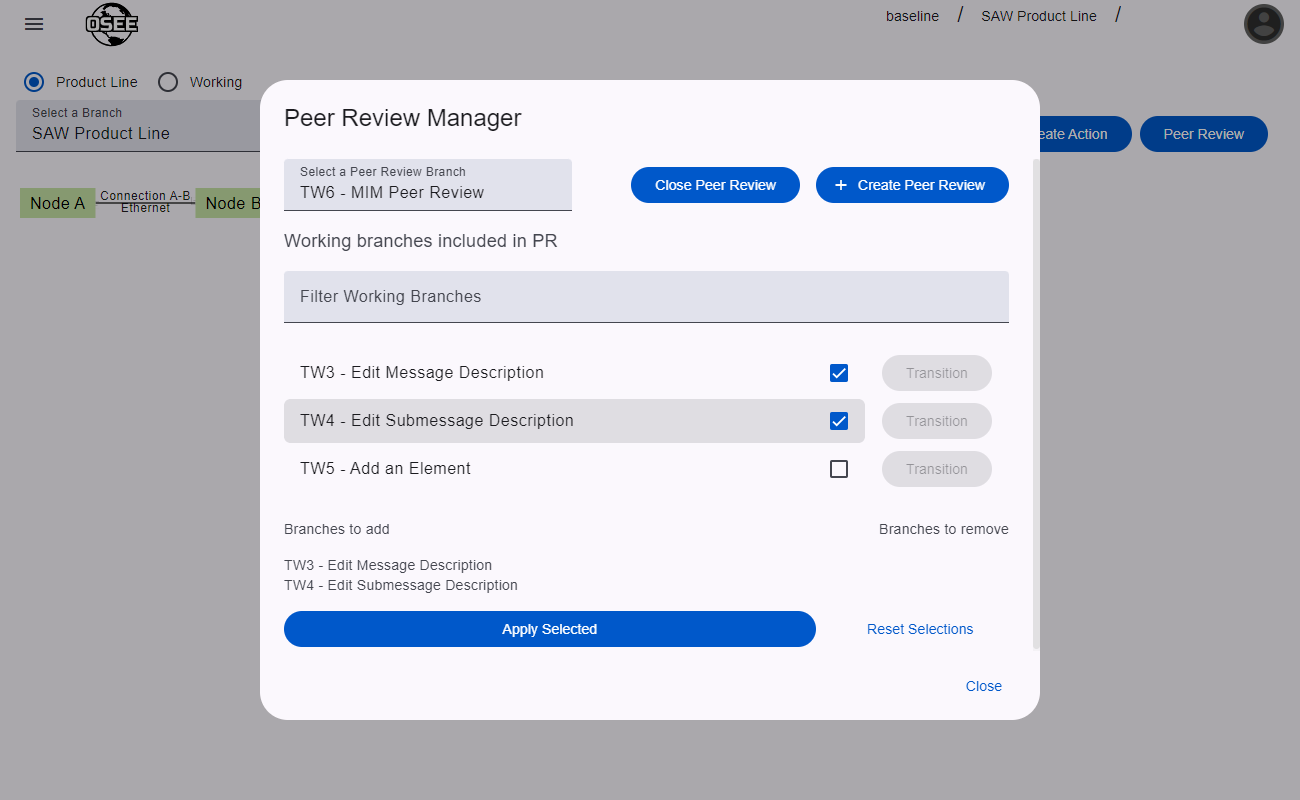 OSEE
baseline / SAW Product Line /
Product Line Working
Select a Branch
SAW Product Line
eate Action Peer Review
Node A Connection A-B, Ethernet Node B
Peer Review Manager
Select a Peer Review Branch
TW6 - MIM Peer Review
Close Peer Review + Create Peer Review
Working branches included in PR
Filter Working Branches
TW3 - Edit Message Description Transition
TW4 - Edit Submessage Description Transition
TW5 - Add an Element Transition
Branches to add Branches to remove
TW3 - Edit Message Description
TW4 - Edit Submessage Description
Apply Selected Reset Selections
Close